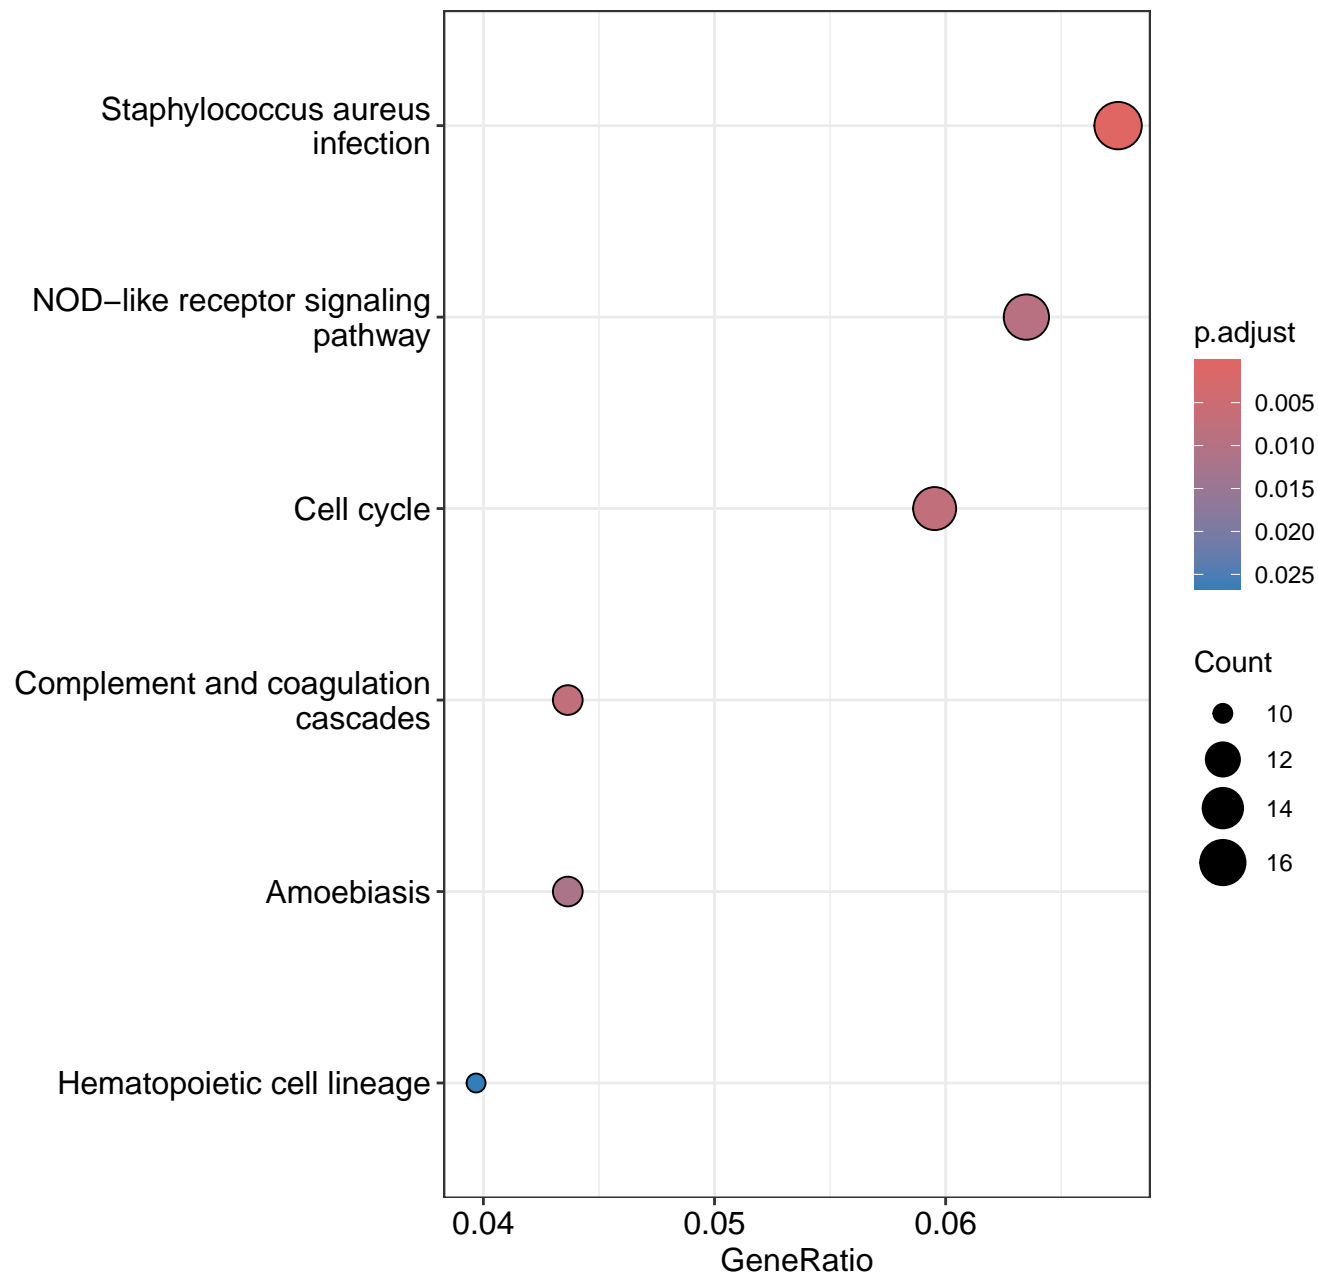 Staphylococcus aureus
infection
NOD−like receptor signaling
pathway
Cell cycle
Complement and coagulation
cascades
Amoebiasis
Hematopoietic cell lineage
0.04
0.05
0.06
GeneRatio
p.adjust
0.005
0.010
0.015
0.020
0.025
Count
10
12
14
16